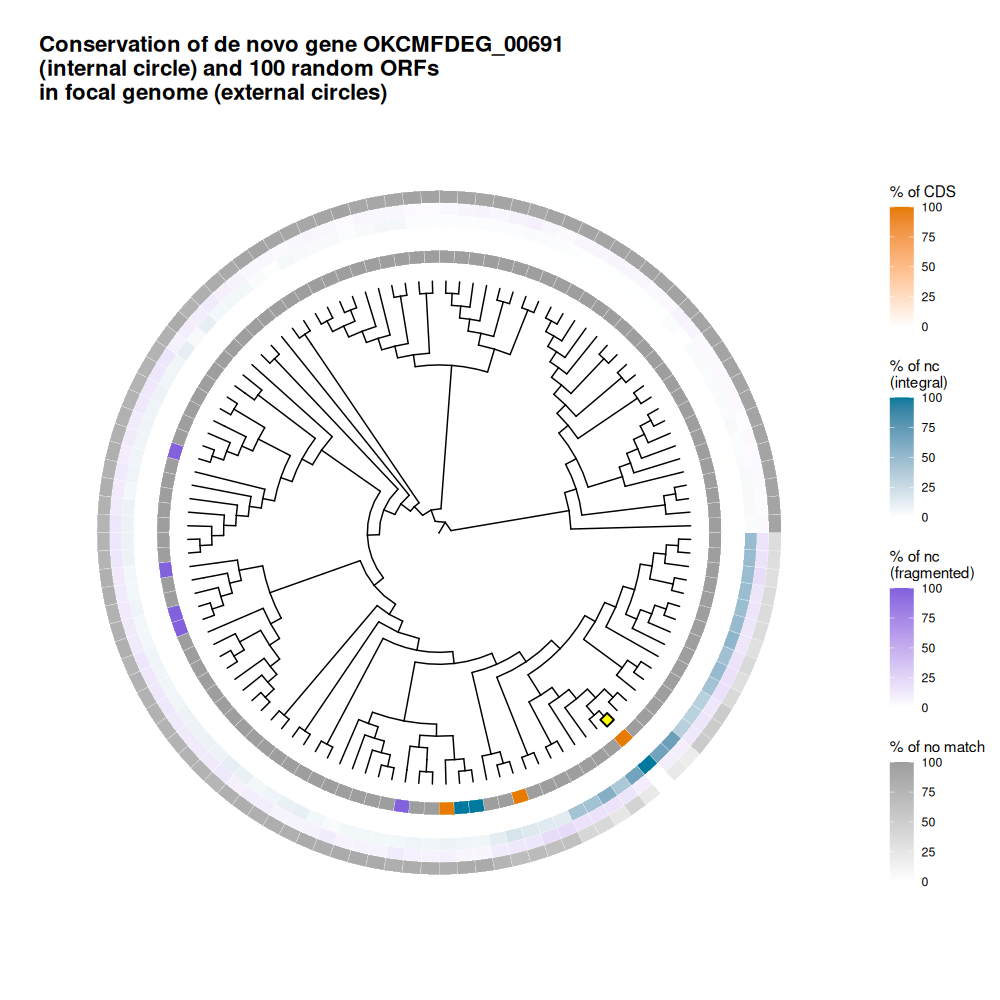 Conservation of de novo gene OKCMFDEG_00691
(internal circle) and 100 random ORFs
in focal genome (external circles)
% of CDS
100
75
50
25
0
% of nc
(integral)
100
75
50
25
0
% of nc
(fragmented)
100
75
50
25
0
% of no match
100
75
50
25
0